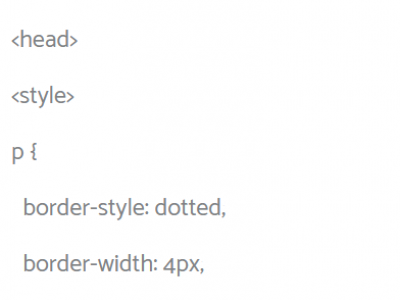 <head>
<style>
p {
border-style: dotted,
border-width: 4px,